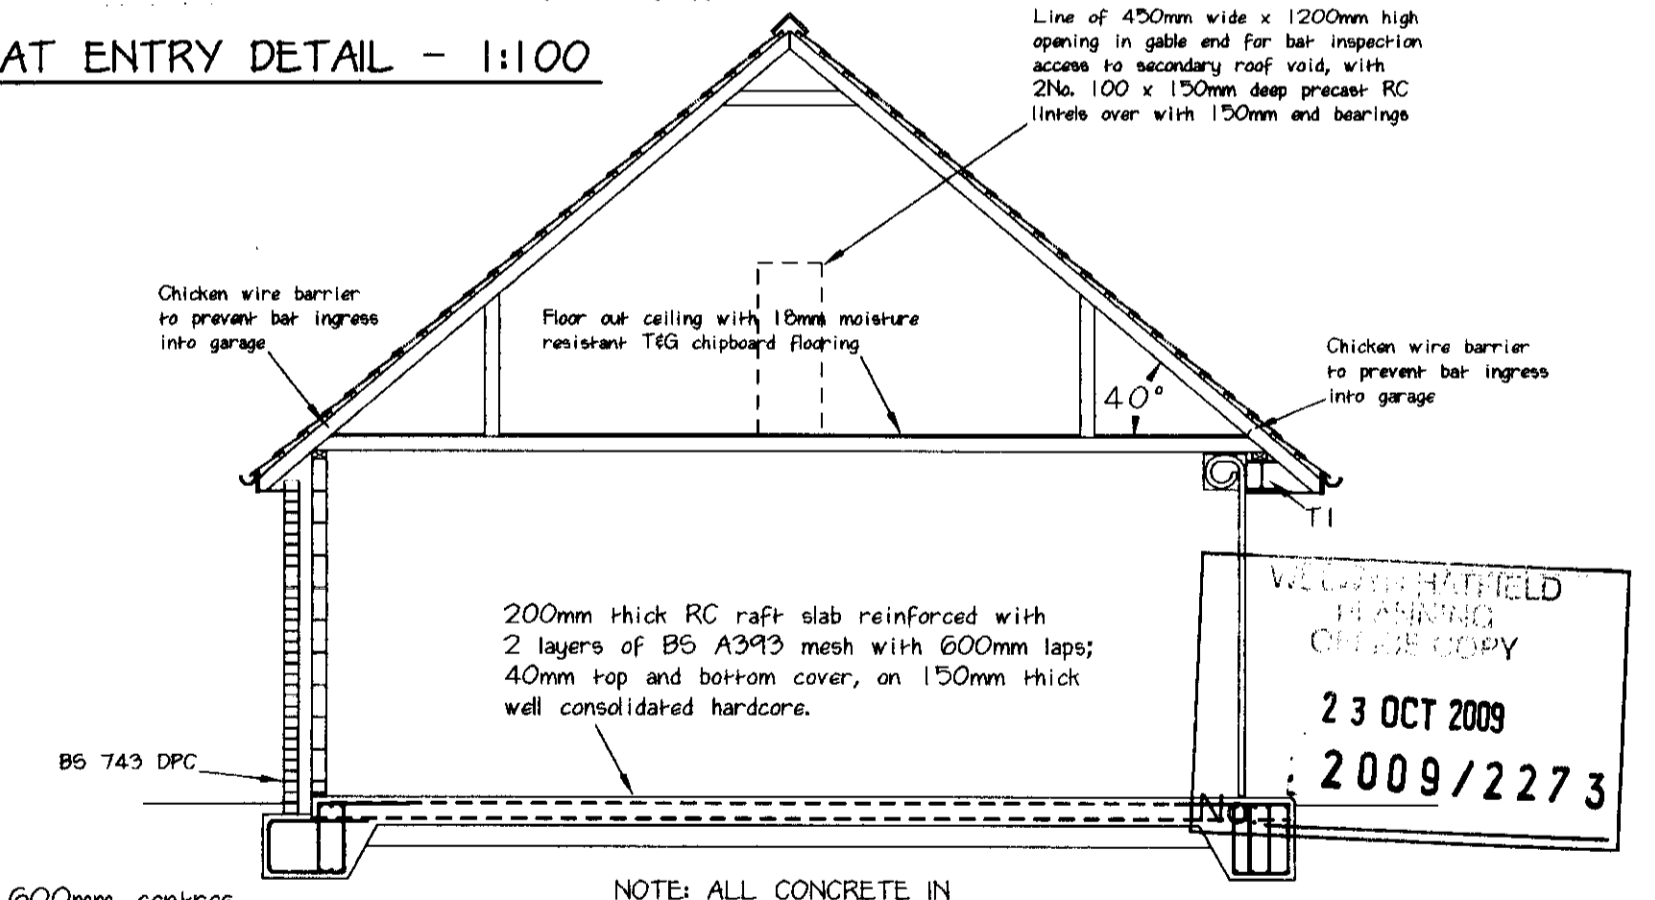 AT ENTRY DETAIL - 1:100
Line of 450mm wide x 1200mm high
opening in gable end for bat inspection
access to secondary roof void, with
2No. 100 x 150mm deep precast RC
lintels over with 150mm end bearings
Chicken wire barrier
to prevent bat ingress
into garage
Floor out ceiling with 18mm moisture
resistant T&G chipboard flooring
Chicken wire barrier
to prevent bat ingress
into garage
40°
T1
200mm thick RC raft slab reinforced with
2 layers of BS A393 mesh with 600mm laps;
40mm top and bottom cover, on 150mm thick
well consolidated hardcore.
BS 743 DPC
HATFIELD
PLANNING
OFFICE COPY
23 OCT 2009
2009/2273
No
600mm centres
NOTE: ALL CONCRETE IN